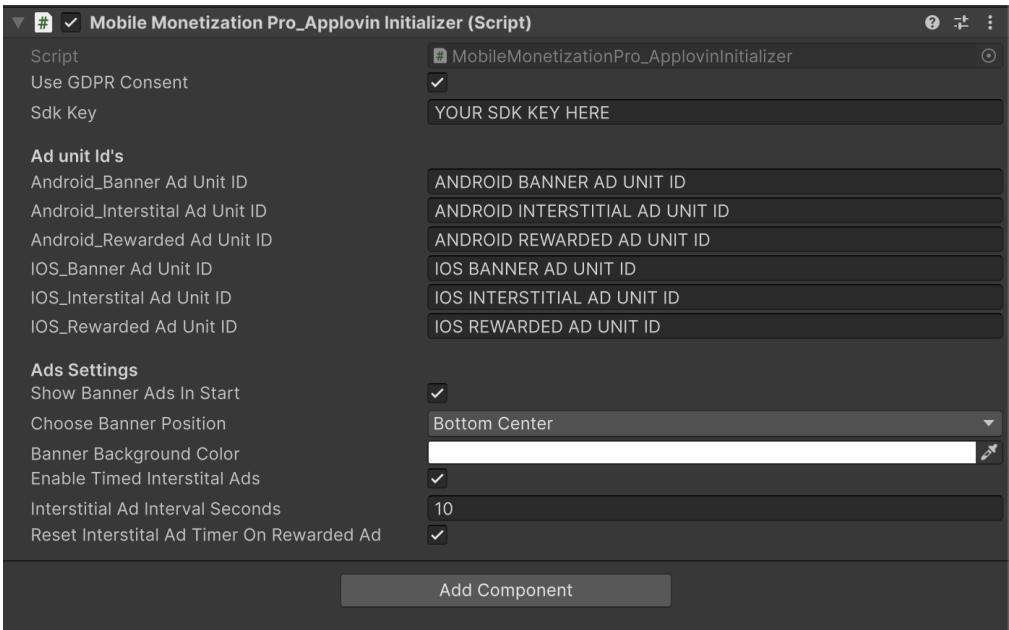 # Mobile Monetization Pro_Applovin Initializer (Script)
Script # MobileMonetizationPro_ApplovinInitializer
Use GDPR Consent
Sdk Key YOUR SDK KEY HERE
Ad unit Id's
Android_Banner Ad Unit ID ANDROID BANNER AD UNIT ID
Android_Interstital Ad Unit ID ANDROID INTERSTITIAL AD UNIT ID
Android_Rewarded Ad Unit ID ANDROID REWARDED AD UNIT ID
IOS_Banner Ad Unit ID IOS BANNER AD UNIT ID
IOS_Interstital Ad Unit ID IOS INTERSTITIAL AD UNIT ID
IOS_Rewarded Ad Unit ID IOS REWARDED AD UNIT ID
Ads Settings
Show Banner Ads In Start
Choose Banner Position Bottom Center
Banner Background Color
Enable Timed Interstital Ads
Interstitial Ad Interval Seconds 10
Reset Interstital Ad Timer On Rewarded Ad
Add Component